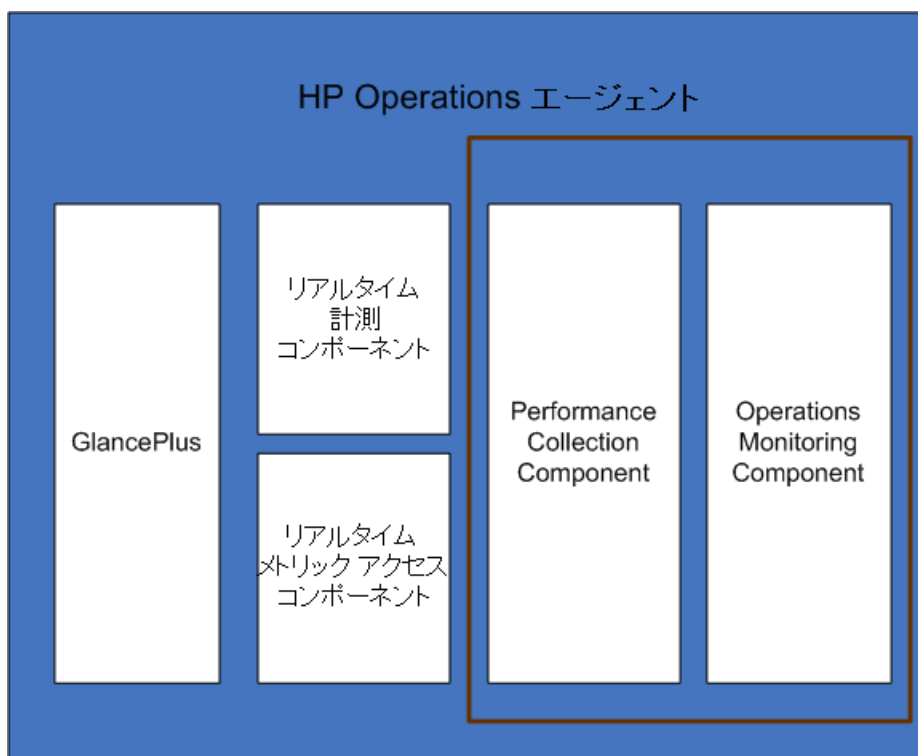 HP Operations エージェント
GlancePlus
リアルタイム
計測
コンポーネント
リアルタイム
メトリック アクセス
コンポーネント
Performance
Collection
Component
Operations
Monitoring
Component